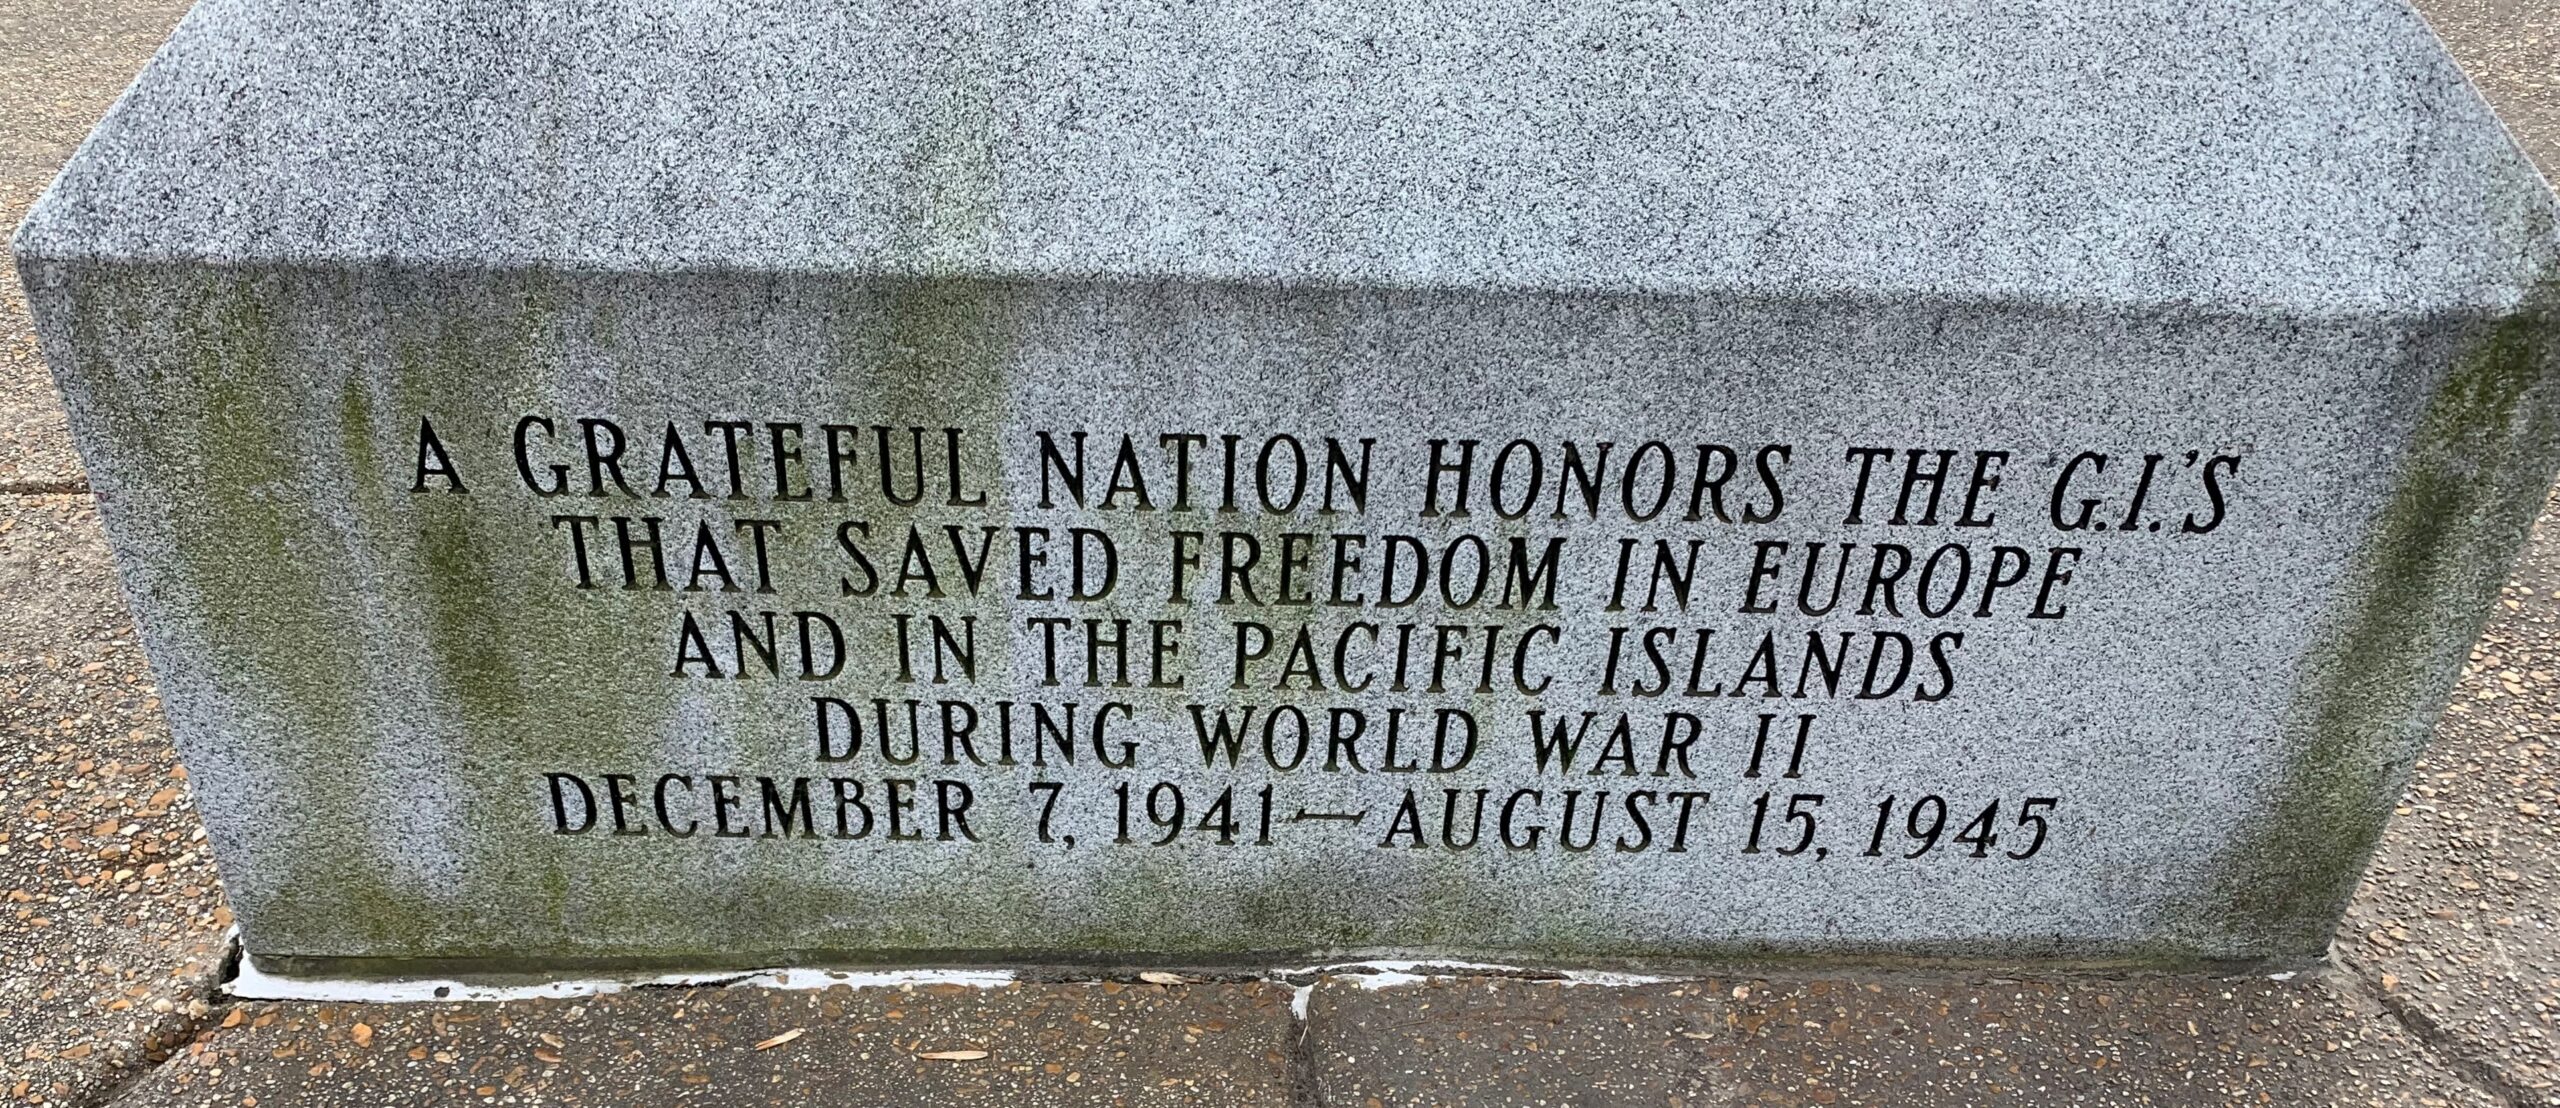 A GRATEFUL NATION HONORS THE G.I.'S
THAT SAVED FREEDOM IN EUROPE
AND IN THE PACIFIC ISLANDS
DURING WORLD WAR II
DECEMBER 7, 1941—AUGUST 15, 1945